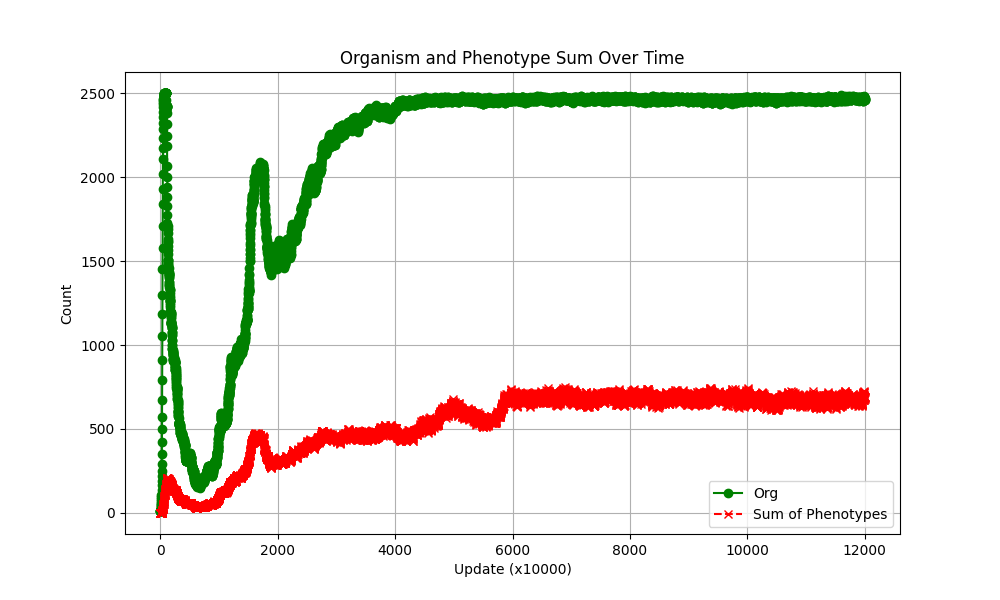 Organism and Phenotype Sum Over Time
2500
2000
1500
1000
500
0
Count
0 2000 4000 6000 8000 10000 12000
Update (x10000)
Org
Sum of Phenotypes